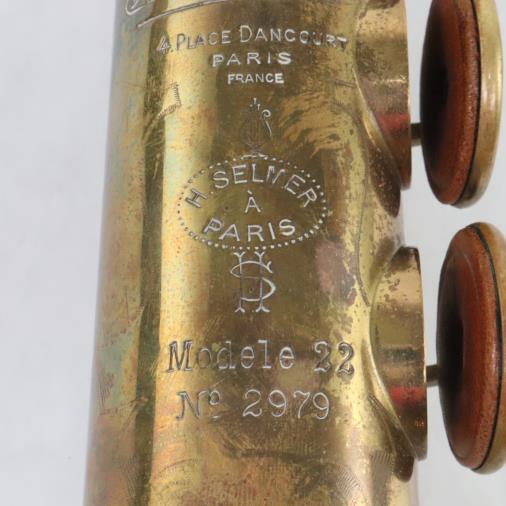 4. PLACE DANCOURT
PARIS
FRANCE
H SELMER
À
PARIS
HS
Modele 22
Nº 2979